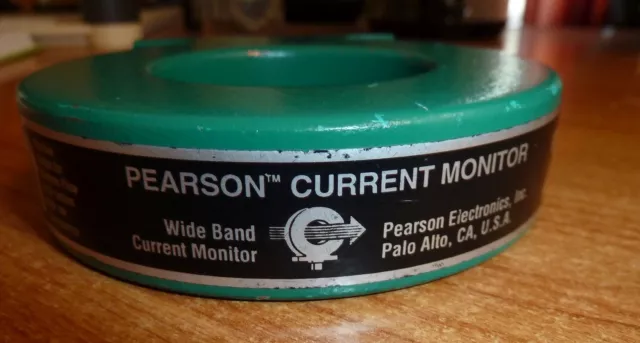 PEARSON™ CURRENT MONITOR
Wide Band
Current Monitor
Pearson Electronics, Inc.
Palo Alto, CA, U.S.A.